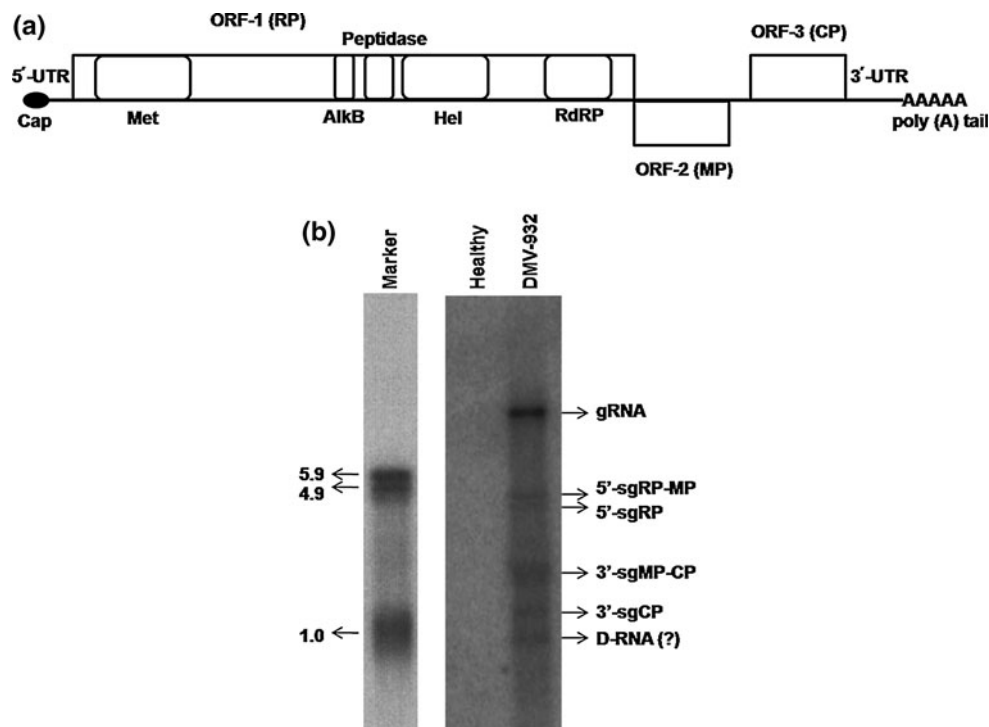 (a)
ORF-1 (RP)
Peptidase
ORF-3 (CP)
5´-UTR
3´-UTR
Cap
Met
AlkB
Hel
RdRP
AAAAA
poly (A) tail
ORF-2 (MP)
(b)
Marker
Healthy
DMV-932
gRNA
5.9
4.9
5'-sgRP-MP
5'-sgRP
3'-sgMP-CP
3'-sgCP
1.0
D-RNA (?)